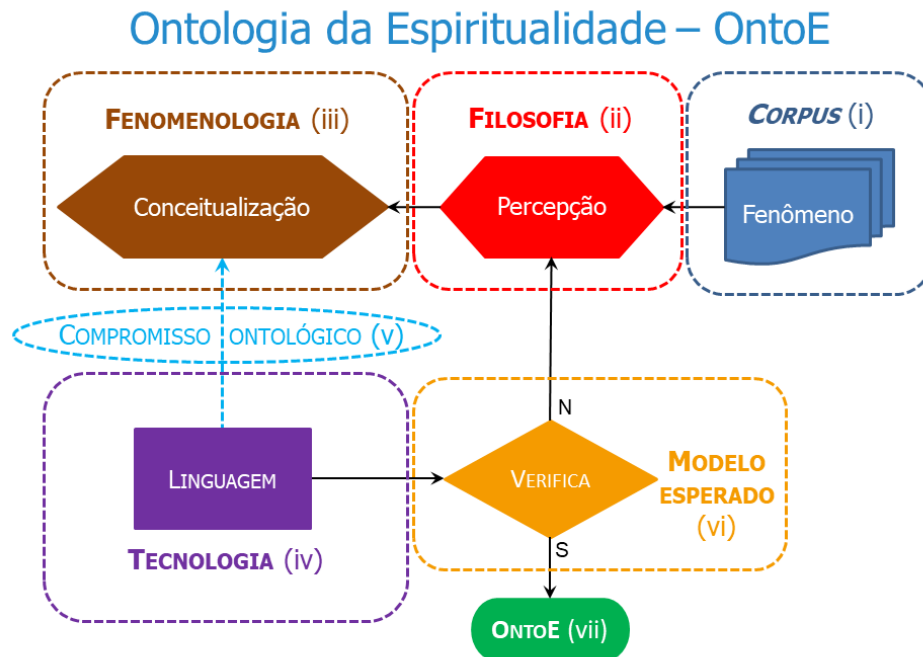 Ontologia da Espiritualidade – OntoE
FENOMENOLOGIA (iii)
Conceitualização
FILOSOFIA (ii)
Percepção
CORPUS (i)
Fenômeno
COMPROMISSO ONTOLÓGICO (v)
LINGUAGEM
TECNOLOGIA (iv)
N
VERIFICA
S
MODELO
ESPERADO
(vi)
ONTOE (vii)